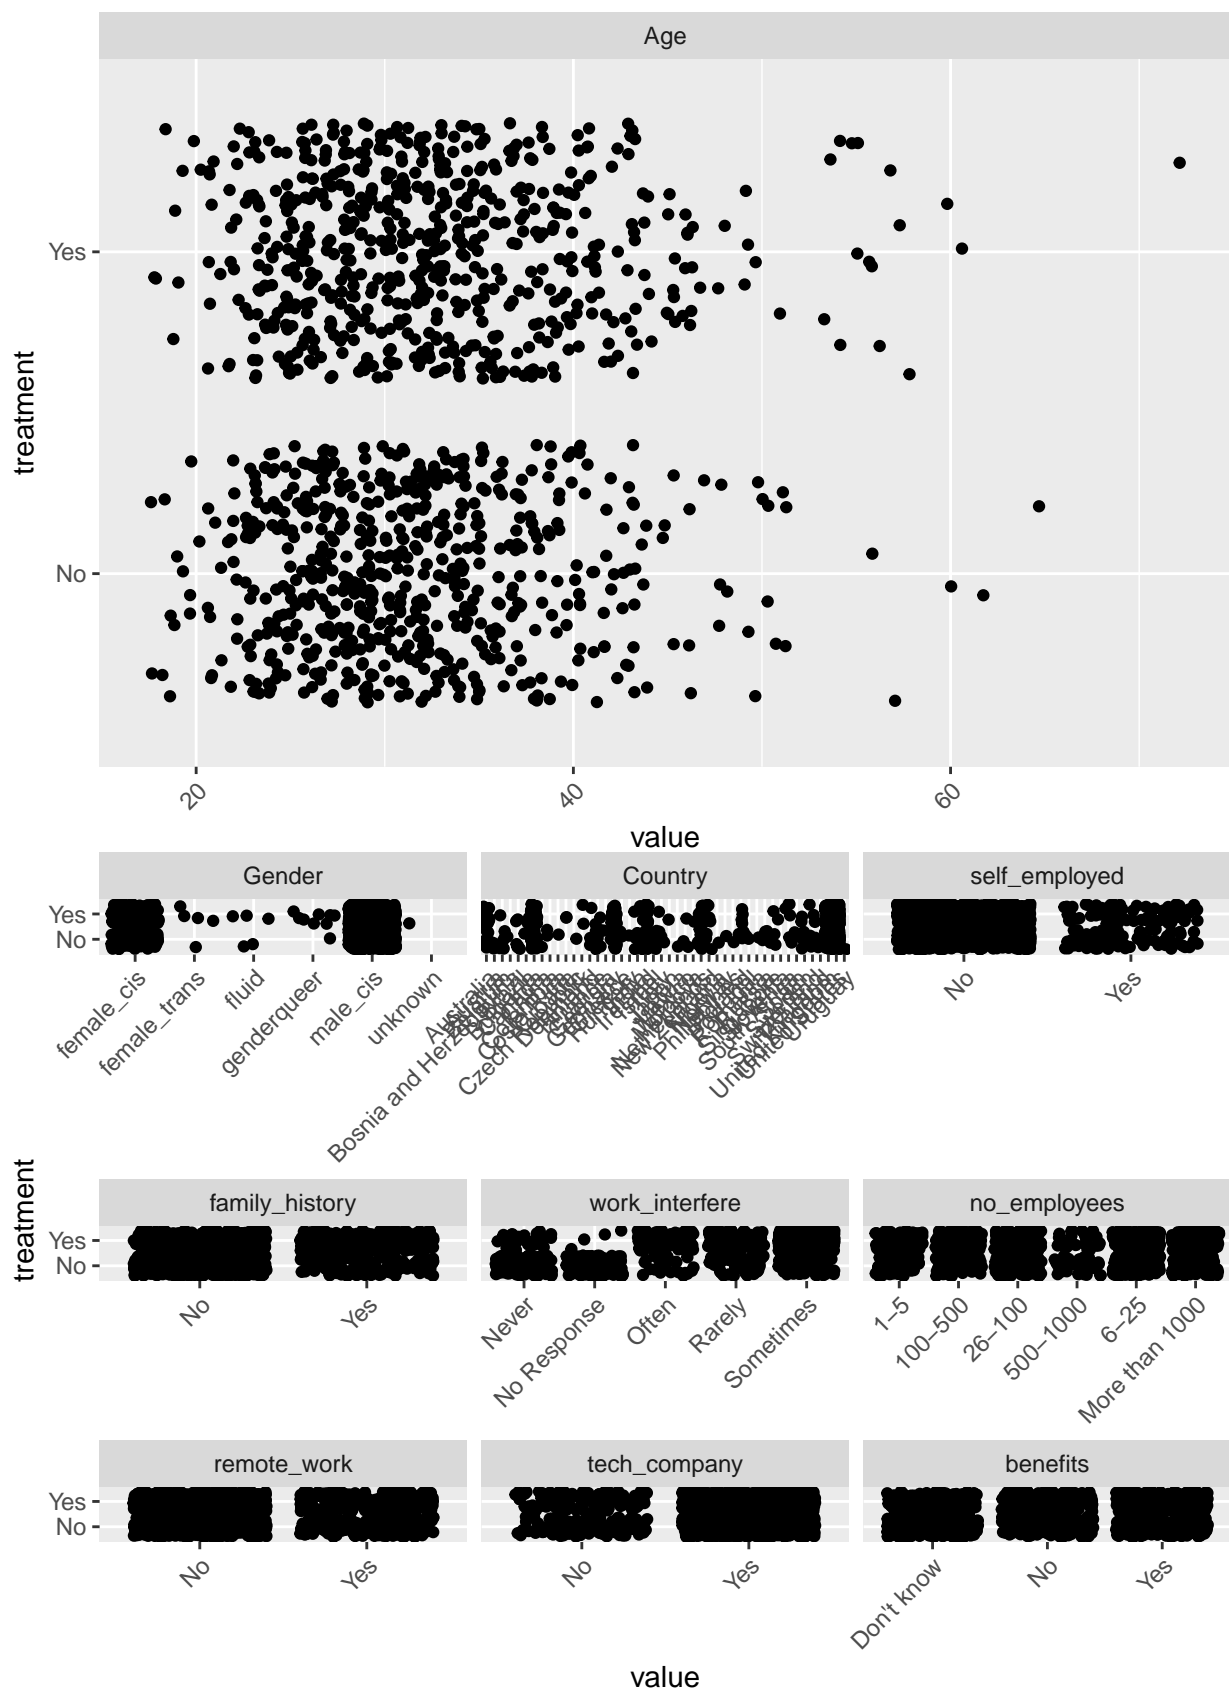 Age
Yes
No
treatment
20
40
60
value
Gender
Country
self_employed
Yes
No
female_cis
female_trans
fluid
genderqueer
male_cis
unknown
Australia
Bosnia and Herzegovina
Czech Republic
Uruguay
No
Yes
family_history
work_interfere
no_employees
treatment
Yes
No
No
Yes
Never
No Response
Often
Rarely
Sometimes
1–5
100–500
26–100
500–1000
6–25
More than 1000
remote_work
tech_company
benefits
Yes
No
No
Yes
No
Yes
Don't know
No
Yes
value